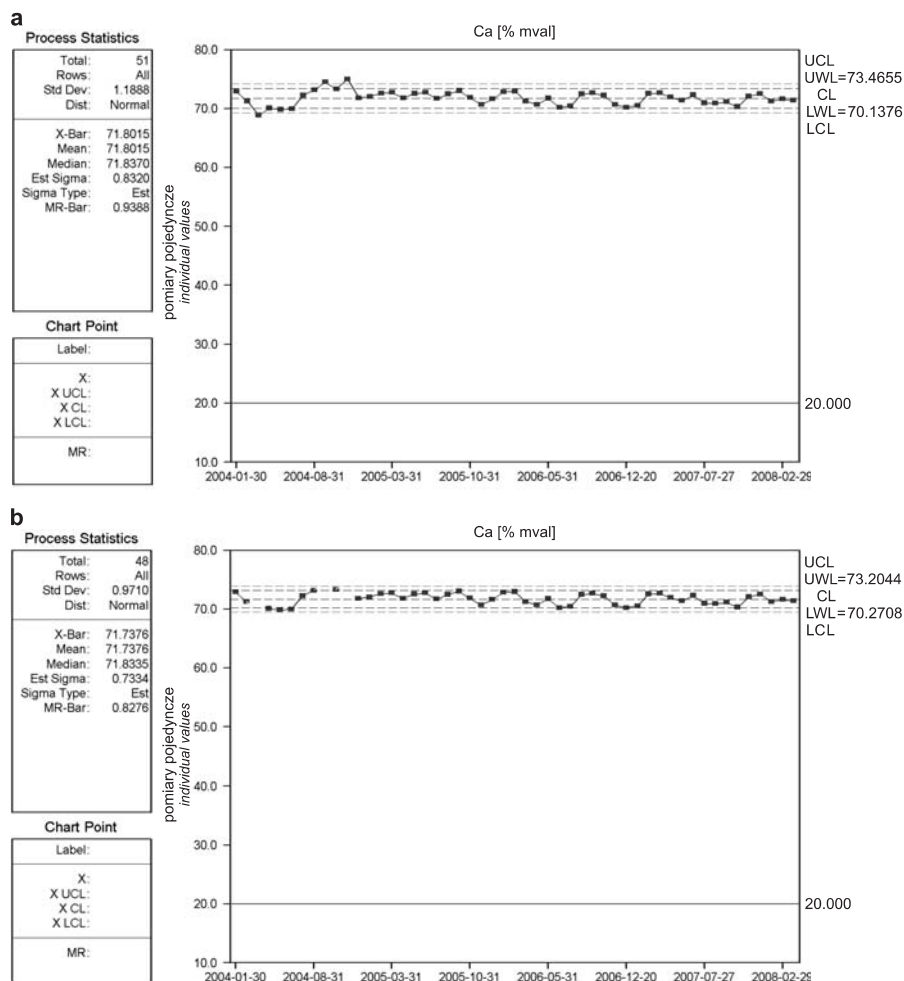 a
Process Statistics
Total: 51
Rows: All
Std Dev: 1.1888
Dist: Normal
X-Bar: 71.8015
Mean: 71.8015
Median: 71.8370
Est Sigma: 0.8320
Sigma Type: Est
MR-Bar: 0.9388
Chart Point
Label:
X:
X UCL:
X CL:
X LCL:
MR:
Ca [% mval]
pomiary pojedyncze
individual values
80.0
70.0
60.0
50.0
40.0
30.0
20.0
10.0
UCL
UWL=73.4655
CL
LWL=70.1376
LCL
20.000
2004-01-30 2004-08-31 2005-03-31 2005-10-31 2006-05-31 2006-12-20 2007-07-27 2008-02-29
b
Process Statistics
Total: 48
Rows: All
Std Dev: 0.9710
Dist: Normal
X-Bar: 71.7376
Mean: 71.7376
Median: 71.8335
Est Sigma: 0.7334
Sigma Type: Est
MR-Bar: 0.8276
Chart Point
Label:
X:
X UCL:
X CL:
X LCL:
MR:
Ca [% mval]
pomiary pojedyncze
individual values
80.0
70.0
60.0
50.0
40.0
30.0
20.0
10.0
UCL
UWL=73.2044
CL
LWL=70.2708
LCL
20.000
2004-01-30 2004-08-31 2005-03-31 2005-10-31 2006-05-31 2006-12-20 2007-07-27 2008-02-29